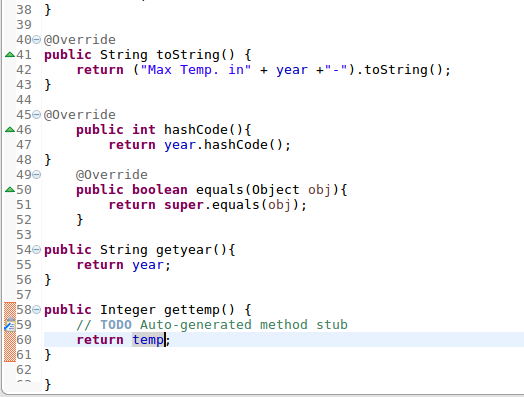 38 }
39
40 @Override
41 public String toString() {
42 return ("Max Temp. in" + year +"-").toString();
43 }
44
45 @Override
46 public int hashCode(){
47 return year.hashCode();
48 }
49 @Override
50 public boolean equals(Object obj){
51 return super.equals(obj);
52 }
53
54 public String getyear(){
55 return year;
56 }
57
58 public Integer gettemp() {
59 // TODO Auto-generated method stub
60 return temp;
61 }
62
63 }